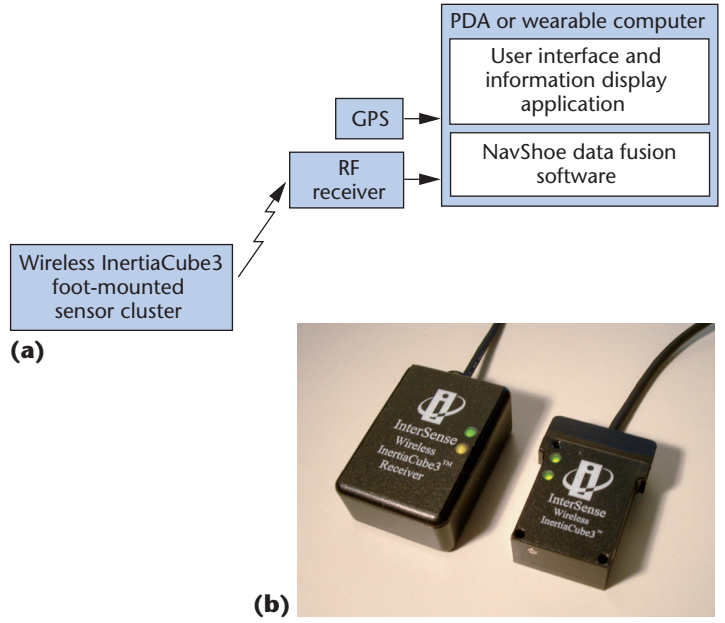 PDA or wearable computer
User interface and
information display
application
GPS
NavShoe data fusion
software
RF
receiver
Wireless InertiaCube3
foot-mounted
sensor cluster
(a)
InterSense
Wireless
InertiaCube3™
Receiver
InterSense
Wireless
InertiaCube3™
(b)